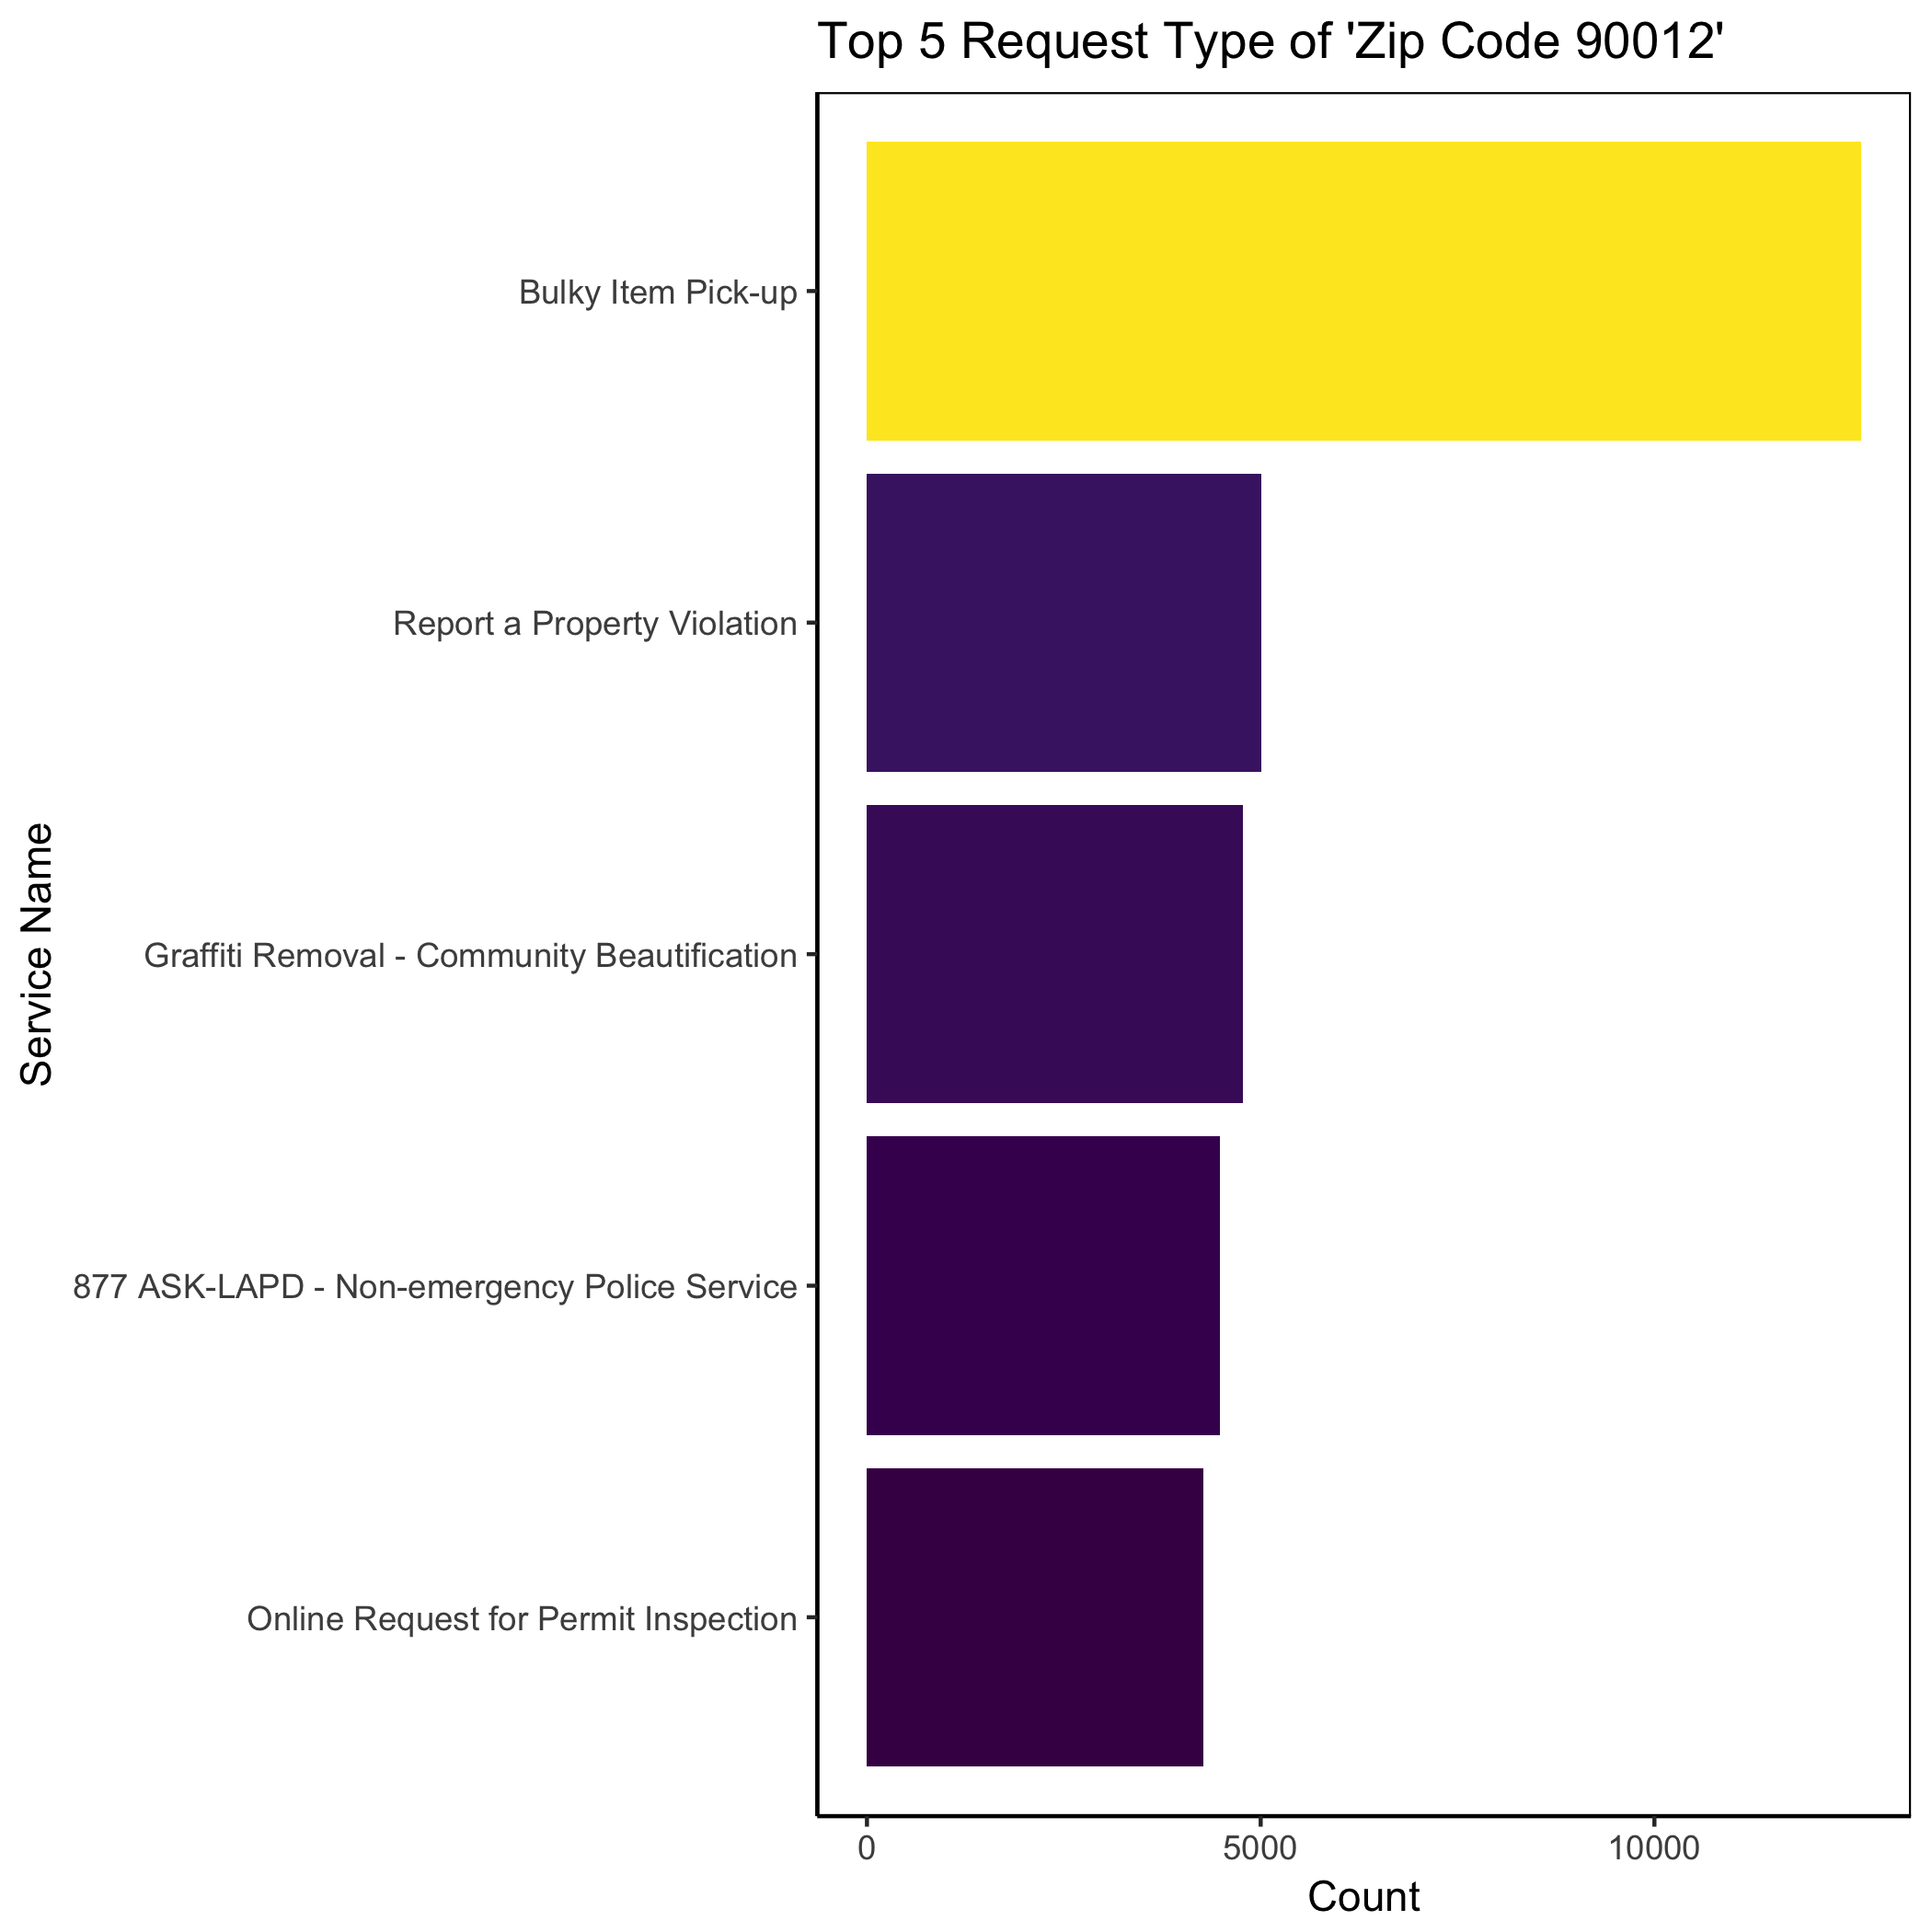 Top 5 Request Type of 'Zip Code 90012'
Service Name
Bulky Item Pick-up
Report a Property Violation
Graffiti Removal - Community Beautification
877 ASK-LAPD - Non-emergency Police Service
Online Request for Permit Inspection
0
5000
10000
Count